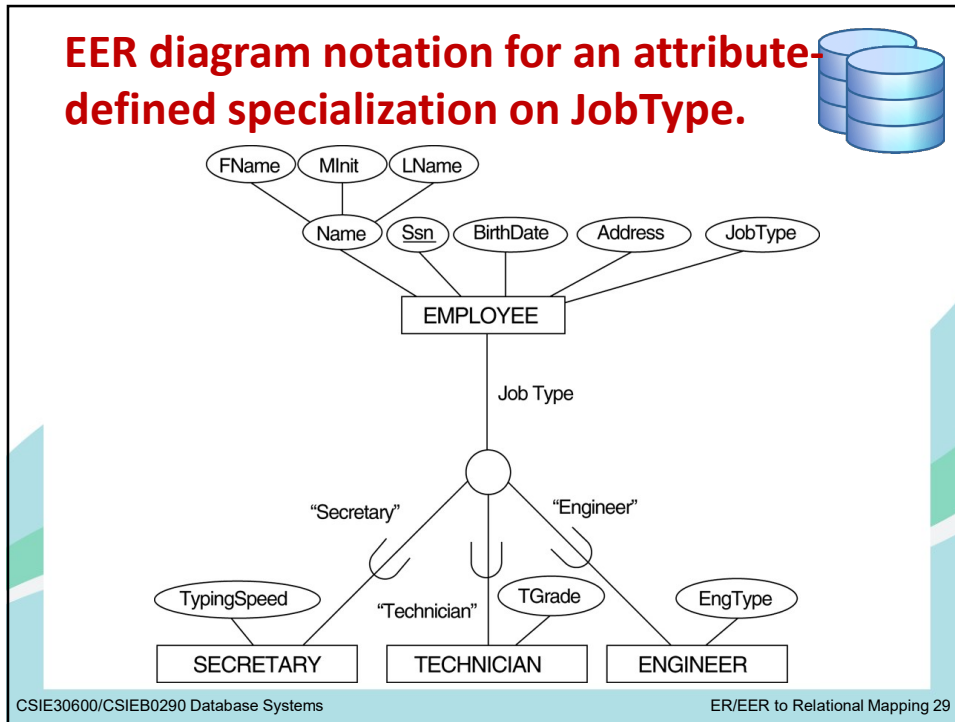 EER diagram notation for an attribute-
defined specialization on JobType.
FName MInit LName
Name Ssn BirthDate Address JobType
EMPLOYEE
Job Type
“Secretary” “Engineer”
TypingSpeed “Technician” TGrade EngType
SECRETARY TECHNICIAN ENGINEER
CSIE30600/CSIEB0290 Database Systems ER/EER to Relational Mapping 29